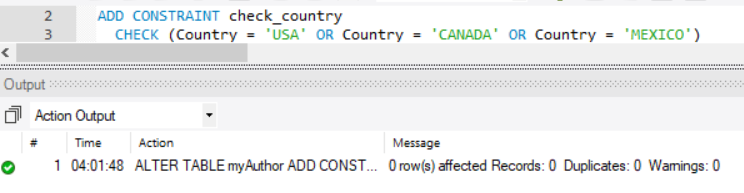 2 ADD CONSTRAINT check_country
3 CHECK (Country = 'USA' OR Country = 'CANADA' OR Country = 'MEXICO')
Output
Action Output
# Time Action Message
1 04:01:48 ALTER TABLE myAuthor ADD CONST... 0 row(s) affected Records: 0 Duplicates: 0 Warnings: 0